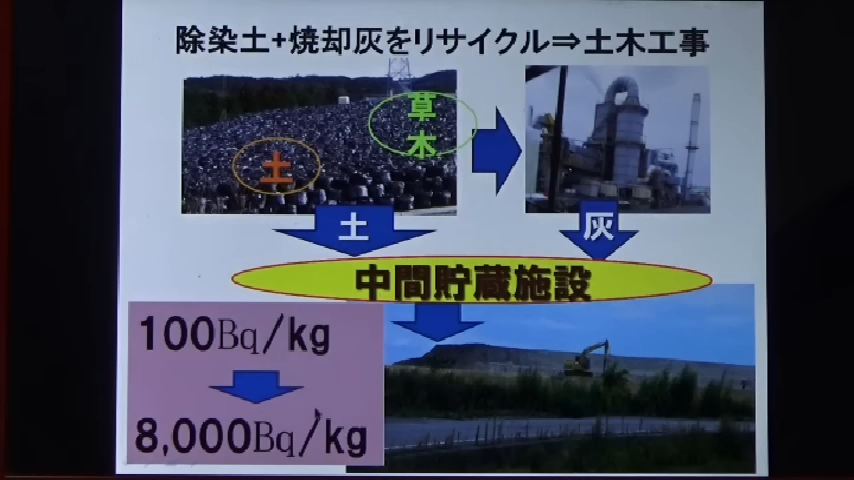 除染土+焼却灰をリサイクル⇒土木工事
草
木
土
土
灰
中間貯蔵施設
100Bq/kg
8,000Bq/kg